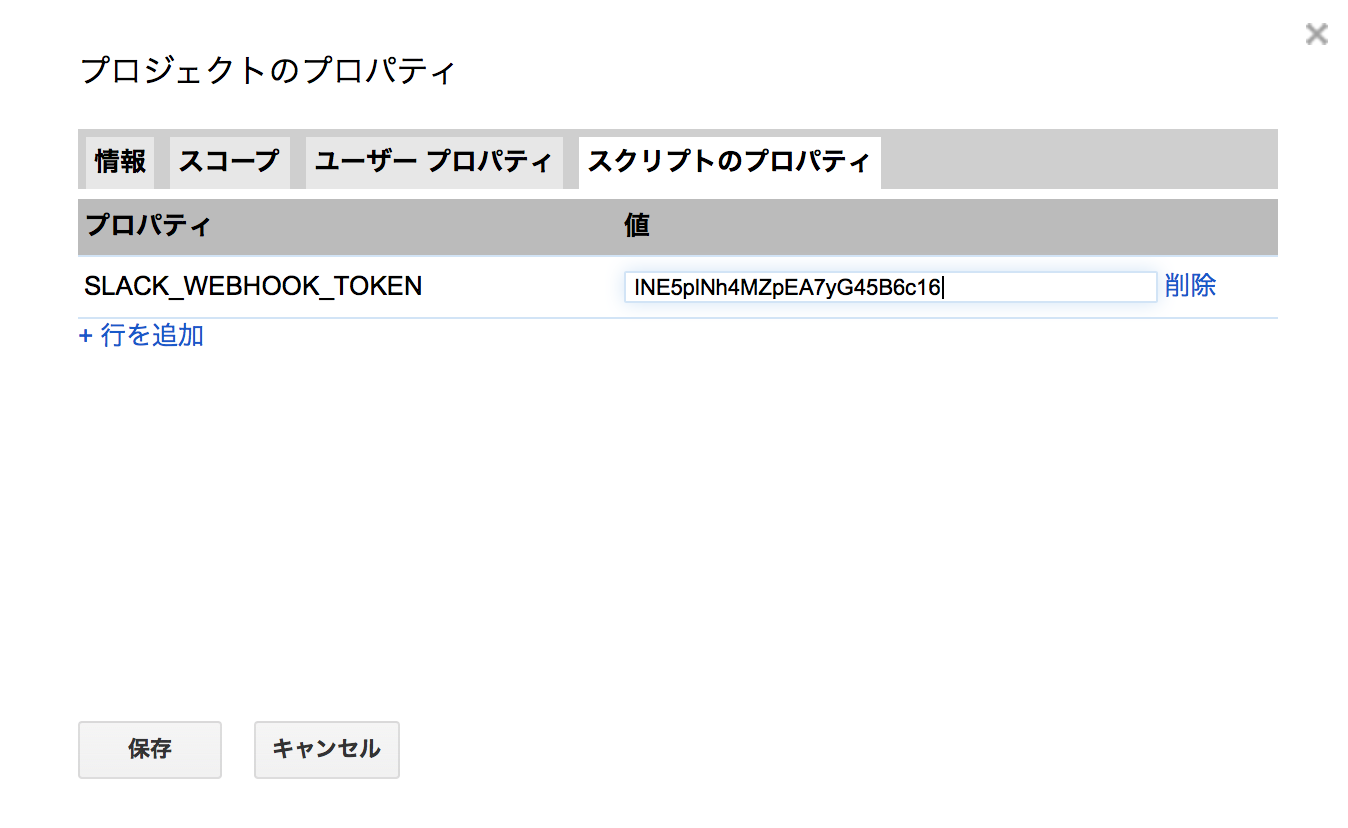 プロジェクトのプロパティ
情報 スコープ ユーザー プロパティ スクリプトのプロパティ
プロパティ 値
SLACK_WEBHOOK_TOKEN lNE5plNh4MZpEA7yG45B6c16 削除
+ 行を追加
保存 キャンセル